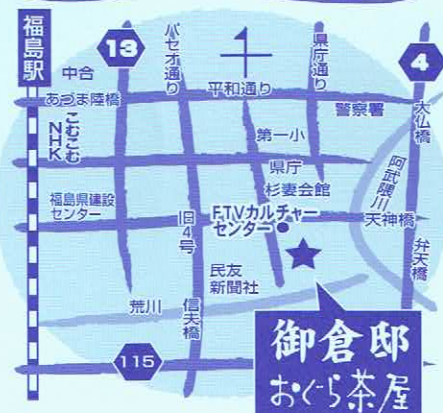 福島駅
13
パセオ通り
県庁通り
4
中合
平和通り
あづま陸橋
警察署
大仏橋
こむこむ
NHK
第一小
県庁
阿武隈川
杉妻会館
福島県建設
センター
旧4号
FTVカルチャー
センター
天神橋
民友
新聞社
弁天橋
荒川
信夫橋
115
御倉邸
おぐら茶屋